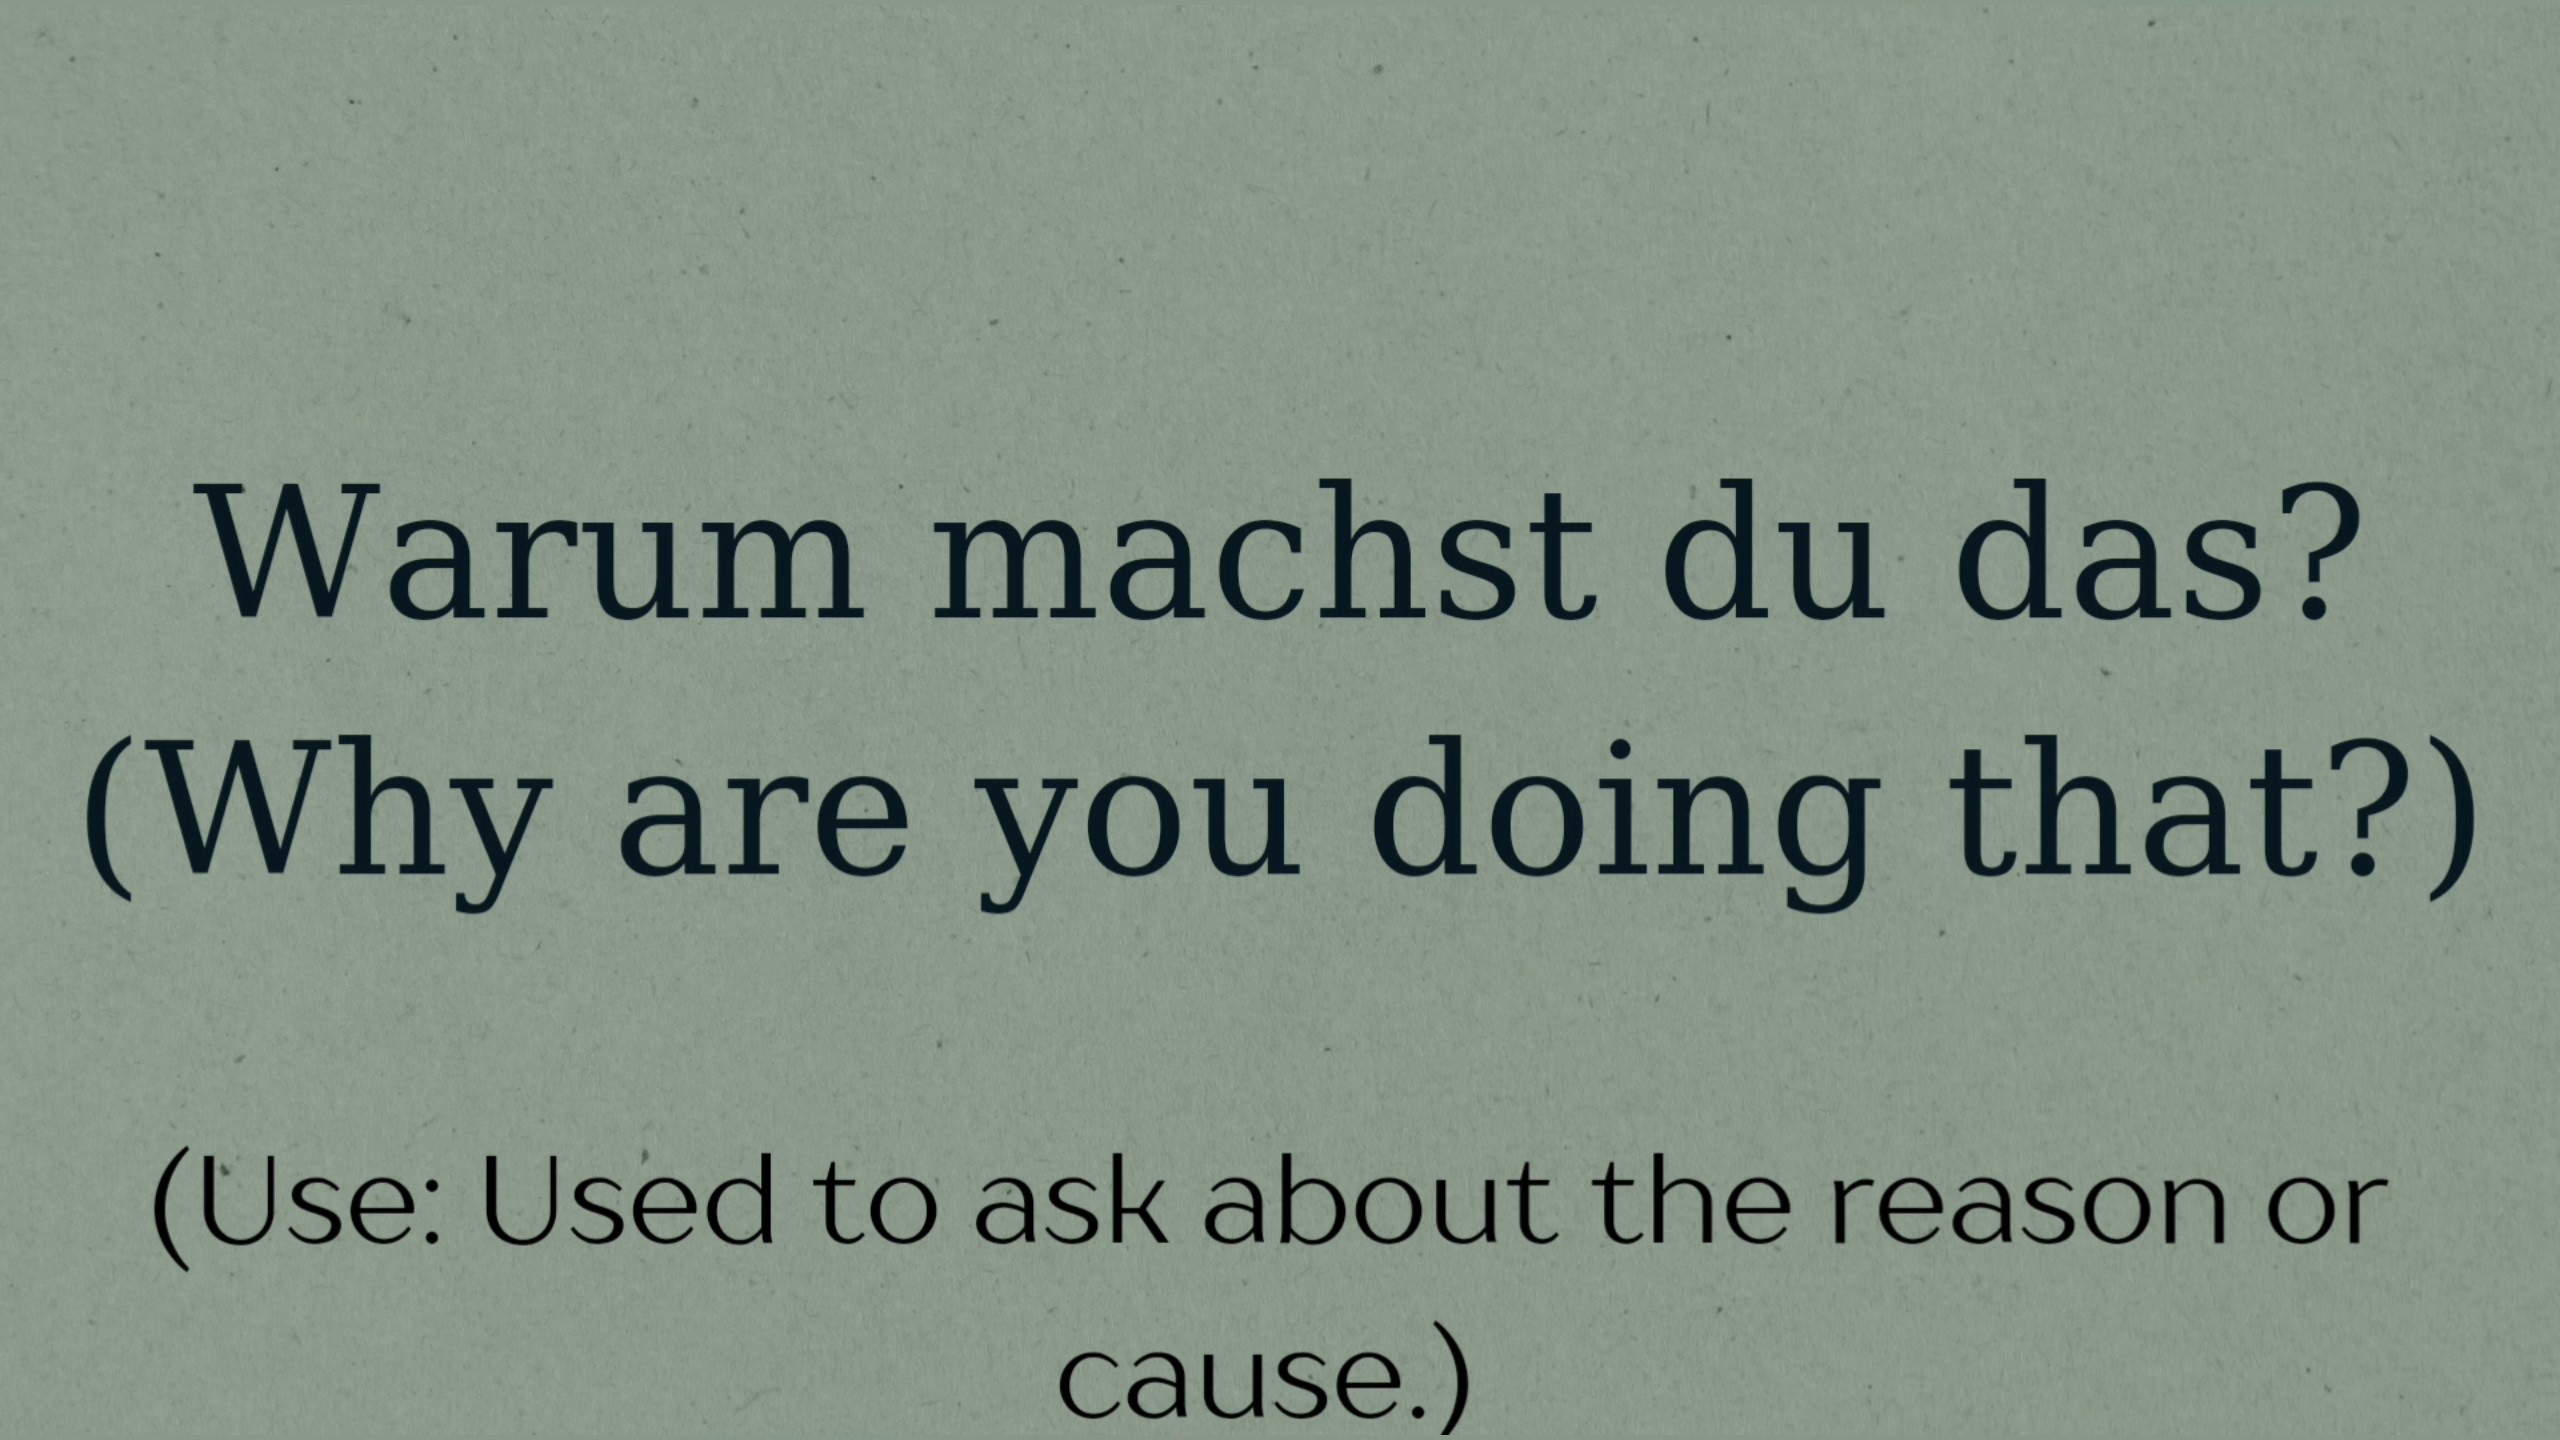 Warum machst du das?
(Why are you doing that?)
(Use: Used to ask about the reason or
cause.)